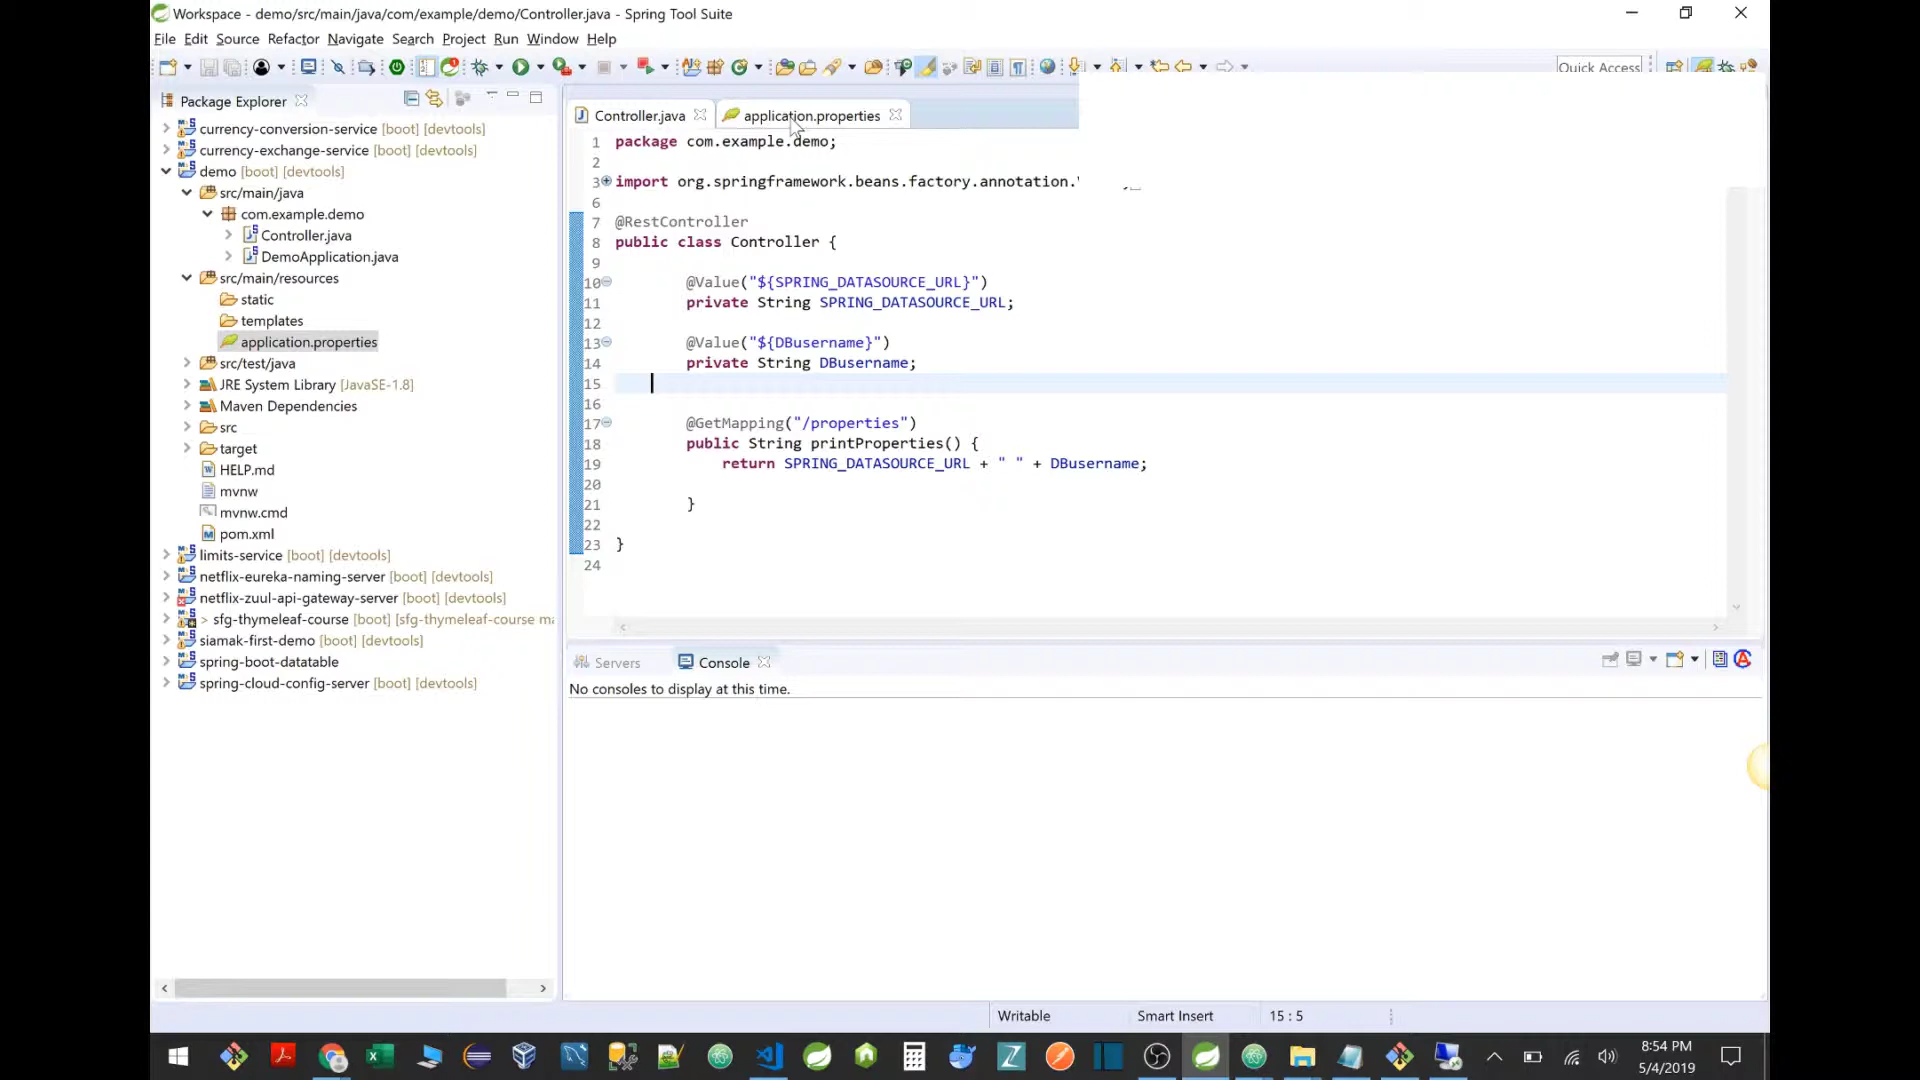 Workspace - demo/src/main/java/com/example/demo/Controller.java - Spring Tool Suite
File Edit Source Refactor Navigate Search Project Run Window Help
Quick Access
Package Explorer
currency-conversion-service [boot] [devtools]
currency-exchange-service [boot] [devtools]
demo [boot] [devtools]
src/main/java
com.example.demo
Controller.java
DemoApplication.java
src/main/resources
static
templates
application.properties
src/test/java
JRE System Library [JavaSE-1.8]
Maven Dependencies
src
target
HELP.md
mvnw
mvnw.cmd
pom.xml
limits-service [boot] [devtools]
netflix-eureka-naming-server [boot] [devtools]
netflix-zuul-api-gateway-server [boot] [devtools]
> sfg-thymeleaf-course [boot] [sfg-thymeleaf-course ma
siamak-first-demo [boot] [devtools]
spring-boot-datatable
spring-cloud-config-server [boot] [devtools]
Controller.java application.properties
1 package com.example.demo;
2
3 import org.springframework.beans.factory.annotation.
6
7 @RestController
8 public class Controller {
9
10 @Value("${SPRING_DATASOURCE_URL}")
11 private String SPRING_DATASOURCE_URL;
12
13 @Value("${DBusername}")
14 private String DBusername;
15
16
17 @GetMapping("/properties")
18 public String printProperties() {
19 return SPRING_DATASOURCE_URL + " " + DBusername;
20
21 }
22
23 }
24
Servers Console
No consoles to display at this time.
Writable Smart Insert 15 : 5
8:54 PM
5/4/2019